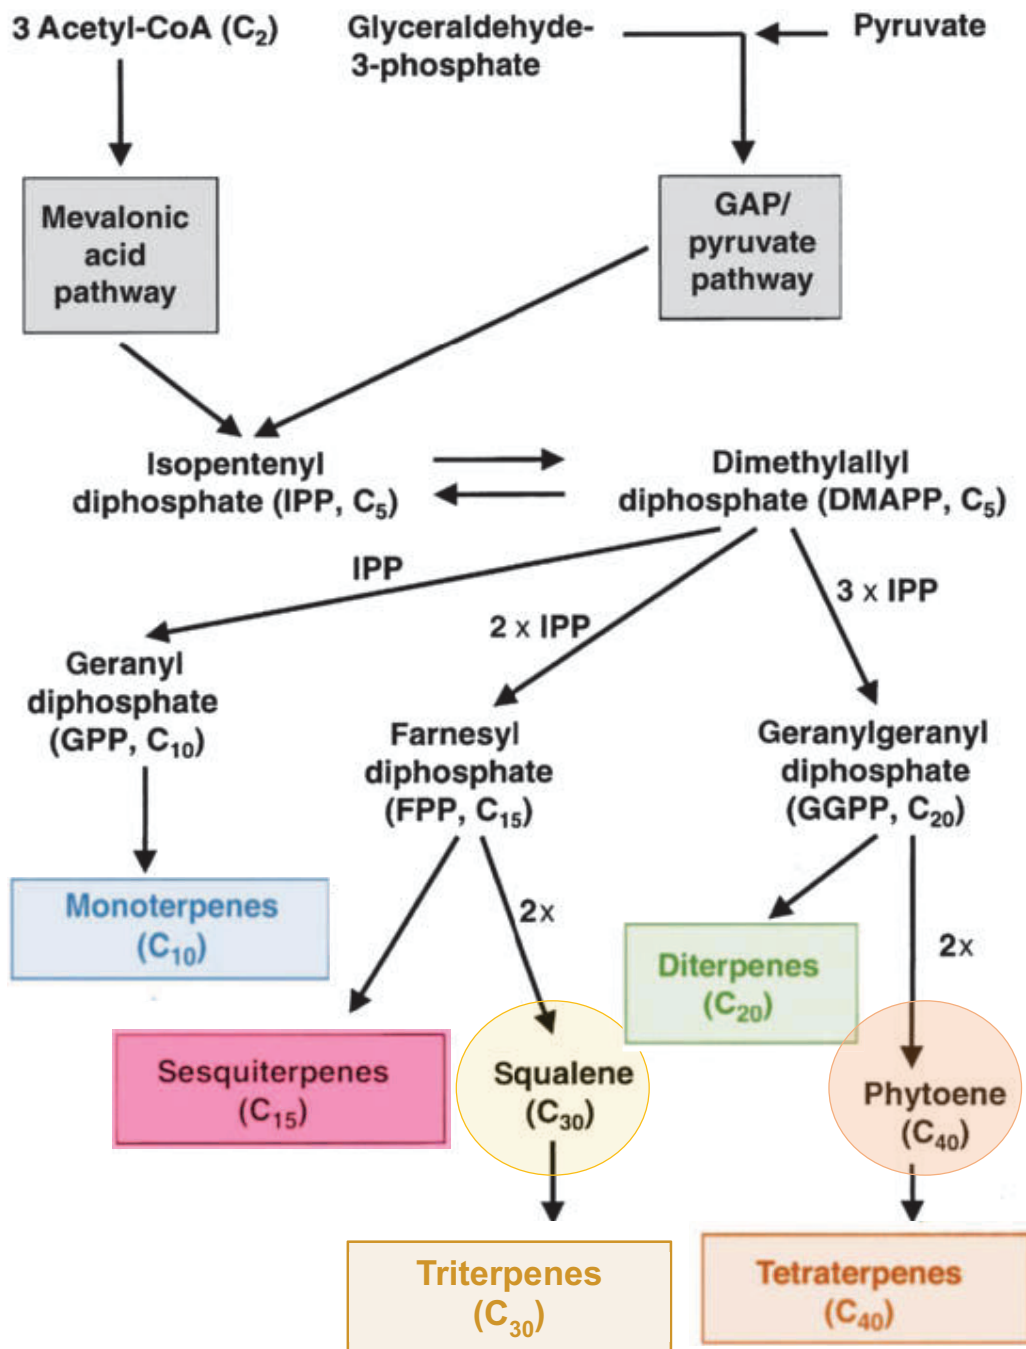 3 Acetyl-CoA (C₂)
Glyceraldehyde-
3-phosphate
Pyruvate
Mevalonic
acid
pathway
GAP/
pyruvate
pathway
Isopentenyl
diphosphate (IPP, C₅)
Dimethylallyl
diphosphate (DMAPP, C₅)
IPP
2 x IPP
3 x IPP
Geranyl
diphosphate
(GPP, C₁₀)
Farnesyl
diphosphate
(FPP, C₁₅)
Geranylgeranyl
diphosphate
(GGPP, C₂₀)
2x
2x
Monoterpenes
(C₁₀)
Diterpenes
(C₂₀)
Sesquiterpenes
(C₁₅)
Squalene
(C₃₀)
Phytoene
(C₄₀)
Triterpenes
(C₃₀)
Tetraterpenes
(C₄₀)